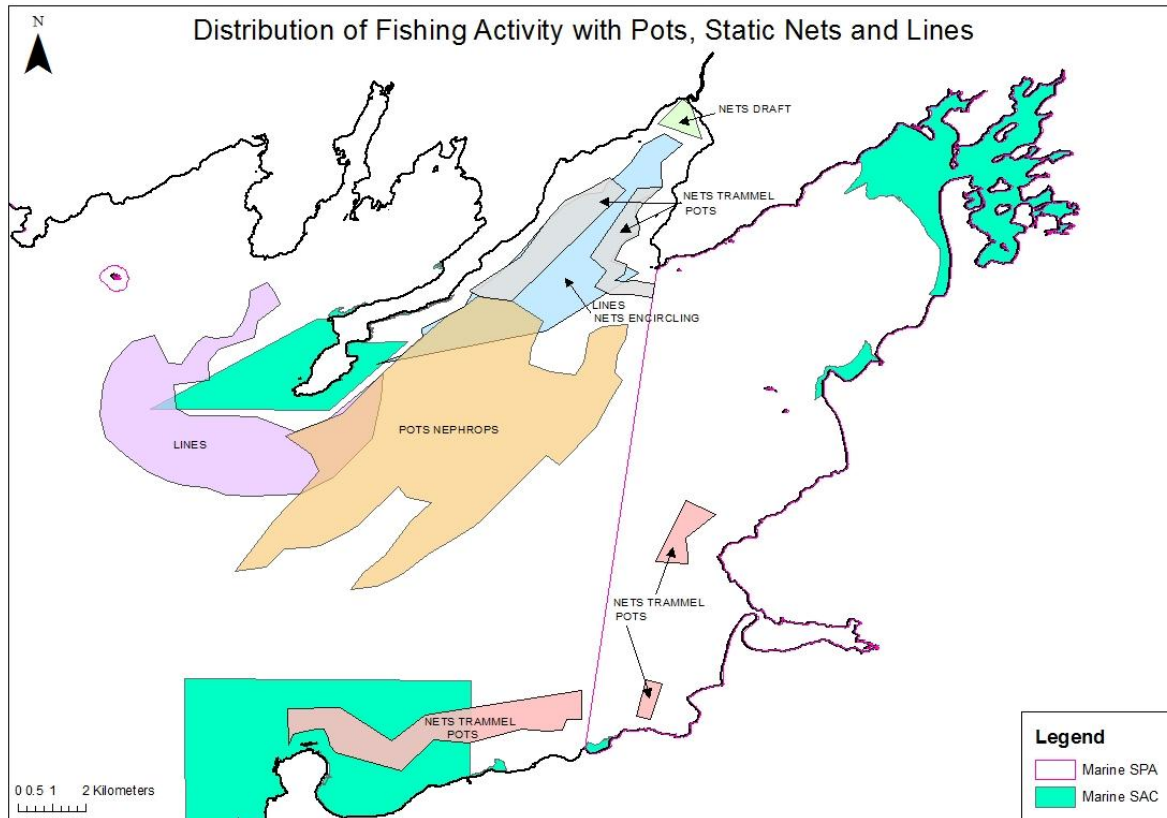 Distribution of Fishing Activity with Pots, Static Nets and Lines
N
NETS DRAFT
NETS TRAMMEL
POTS
LINES
NETS ENCIRCLING
LINES
POTS NEPHROPS
NETS TRAMMEL
POTS
NETS TRAMMEL
POTS
0 0.5 1 2 Kilometers
Legend
Marine SPA
Marine SAC